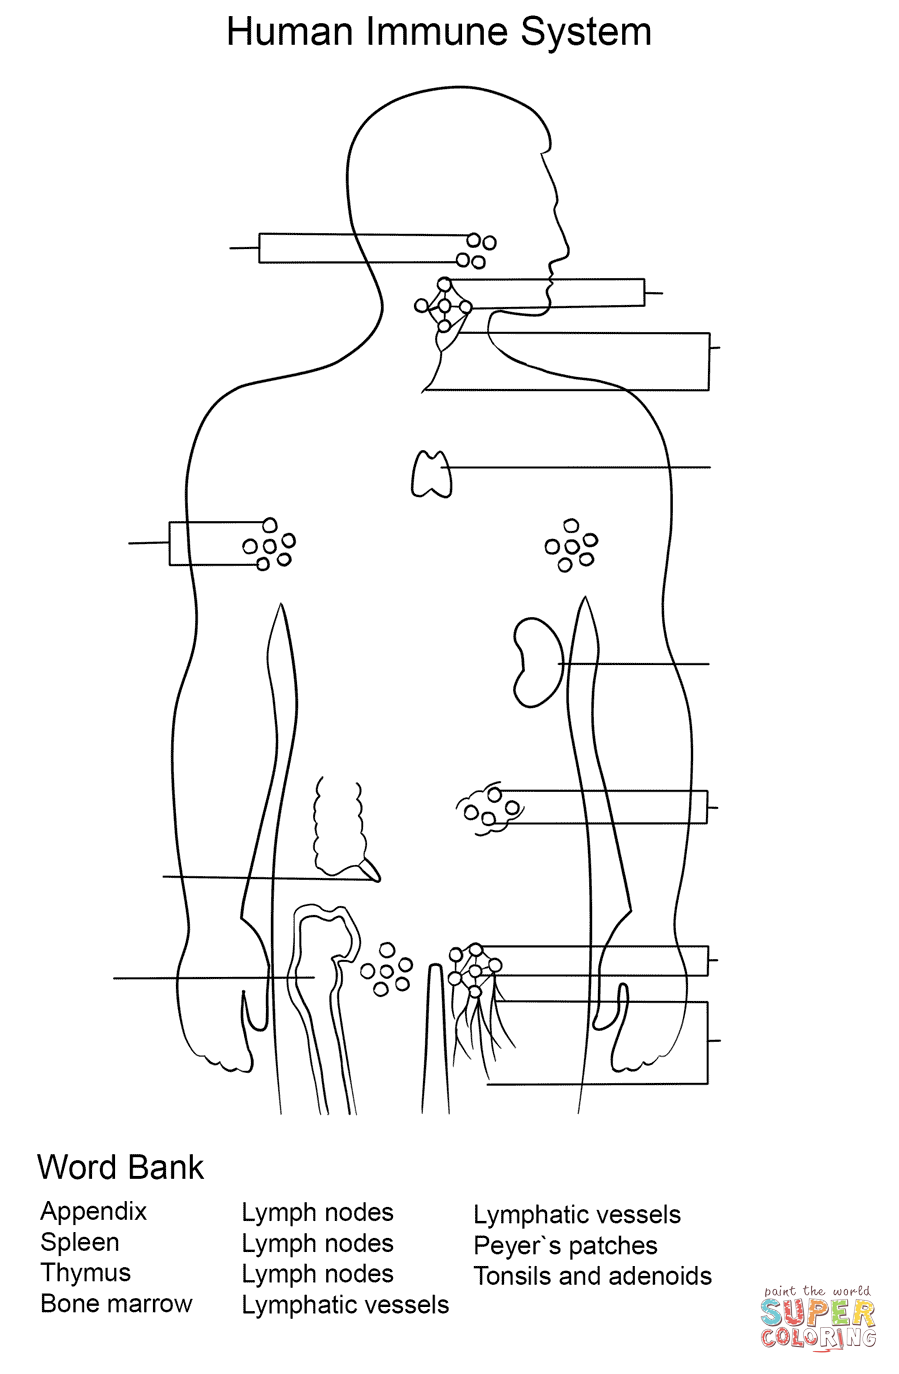 Human Immune System
Word Bank
Appendix
Spleen
Thymus
Bone marrow
Lymph nodes
Lymph nodes
Lymph nodes
Lymphatic vessels
Lymphatic vessels
Peyer`s patches
Tonsils and adenoids
paint the world
SUPER
COLORING